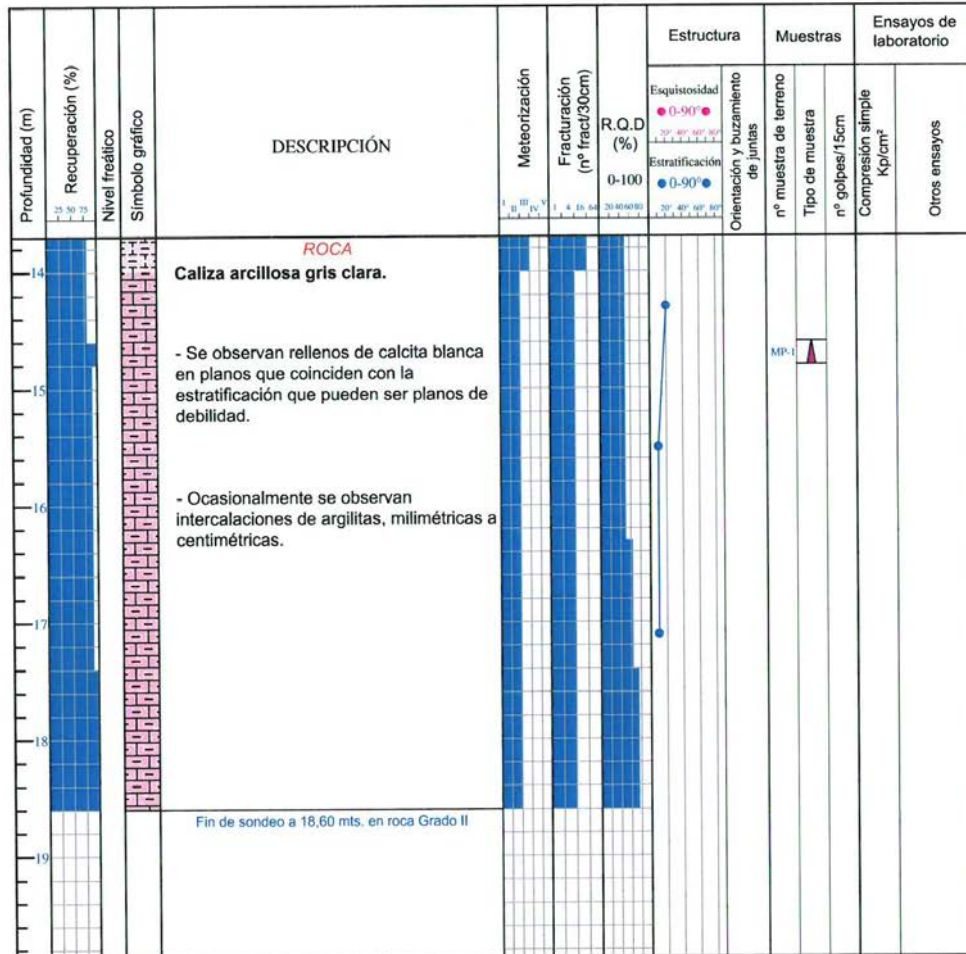 Profundidad (m)
Recuperación (%)
25 50 75
Nivel freático
Símbolo gráfico
DESCRIPCIÓN
Meteorización
I II III IV V
Fracturación
(nº fract/30cm)
1 4 16 64
R.Q.D
(%)
0-100
20 40 60 80
Estructura
Esquistosidad
0-90°
20° 40° 60° 80°
Estratificación
0-90°
20° 40° 60° 80°
Orientación y buzamiento
de juntas
Muestras
nº muestra de terreno
Tipo de muestra
nº golpes/15cm
Ensayos de
laboratorio
Compresión simple
Kp/cm²
Otros ensayos
ROCA
14
Caliza arcillosa gris clara.
- Se observan rellenos de calcita blanca
en planos que coinciden con la
estratificación que pueden ser planos de
debilidad.
MP-1
15
- Ocasionalmente se observan
intercalaciones de argilitas, milimétricas a
centimétricas.
16
17
18
Fin de sondeo a 18,60 mts. en roca Grado II
19